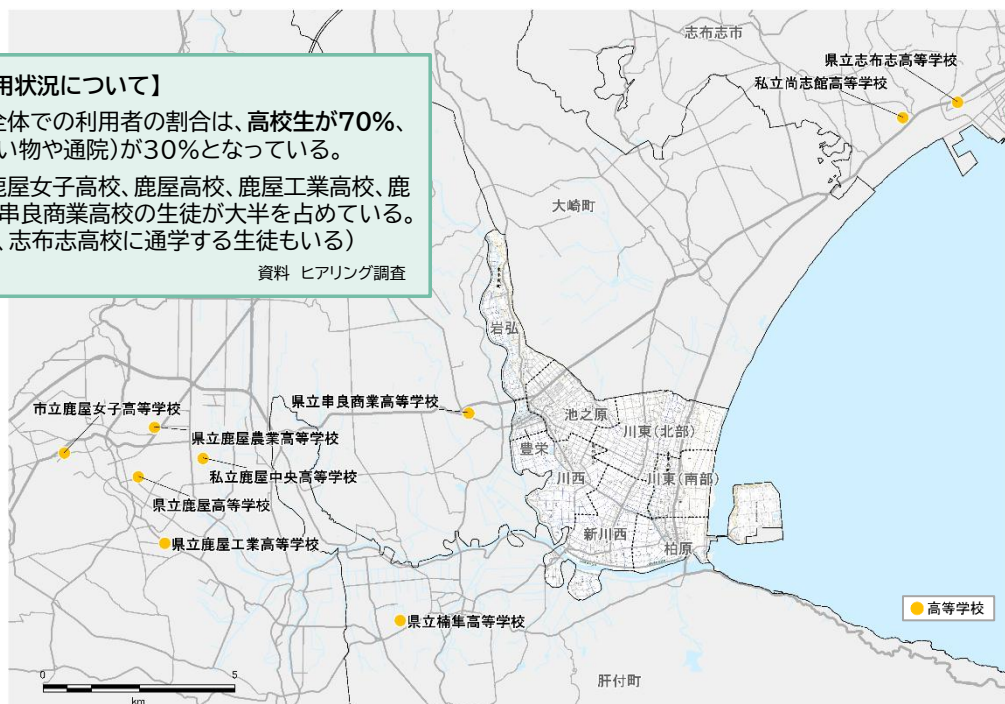 用状況について】
全体での利用者の割合は、高校生が70%、
い物や通院)が30%となっている。
鹿屋女子高校、鹿屋高校、鹿屋工業高校、鹿
串良商業高校の生徒が大半を占めている。
、志布志高校に通学する生徒もいる)
資料 ヒアリング調査
志布志市
県立志布志高等学校
私立尚志館高等学校
大崎町
岩弘
県立串良商業高等学校
市立鹿屋女子高等学校
池之原
川東(北部)
県立鹿屋農業高等学校
豊栄
私立鹿屋中央高等学校
川西
川東(南部)
県立鹿屋高等学校
新川西
県立鹿屋工業高等学校
柏原
高等学校
県立楠隼高等学校
肝付町
0 5
km